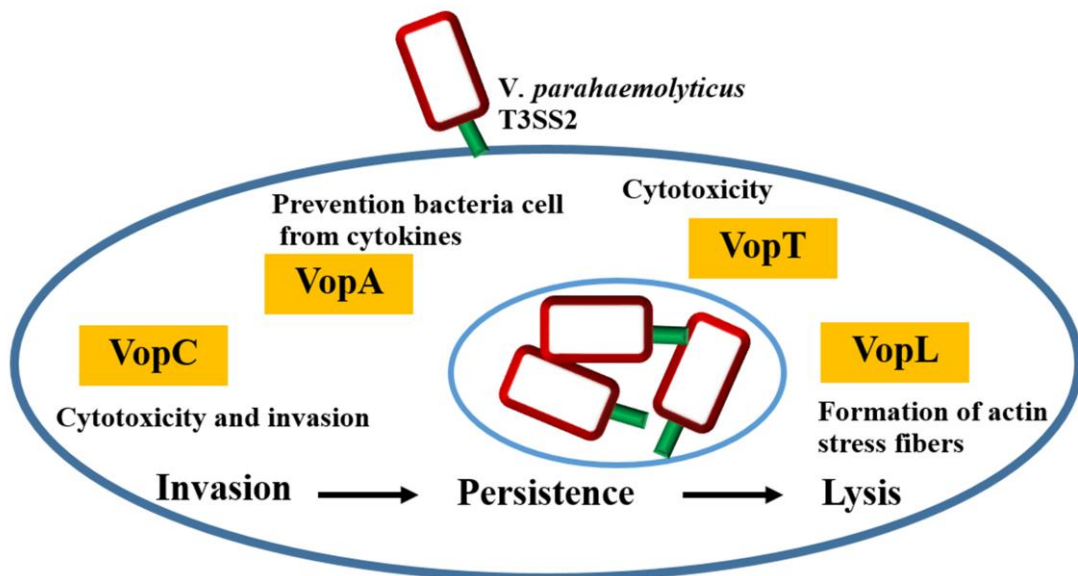 V. parahaemolyticus
T3SS2
Cytotoxicity
Prevention bacteria cell
from cytokines
VopT
VopA
VopC
VopL
Cytotoxicity and invasion
Formation of actin
stress fibers
Invasion
Persistence
Lysis